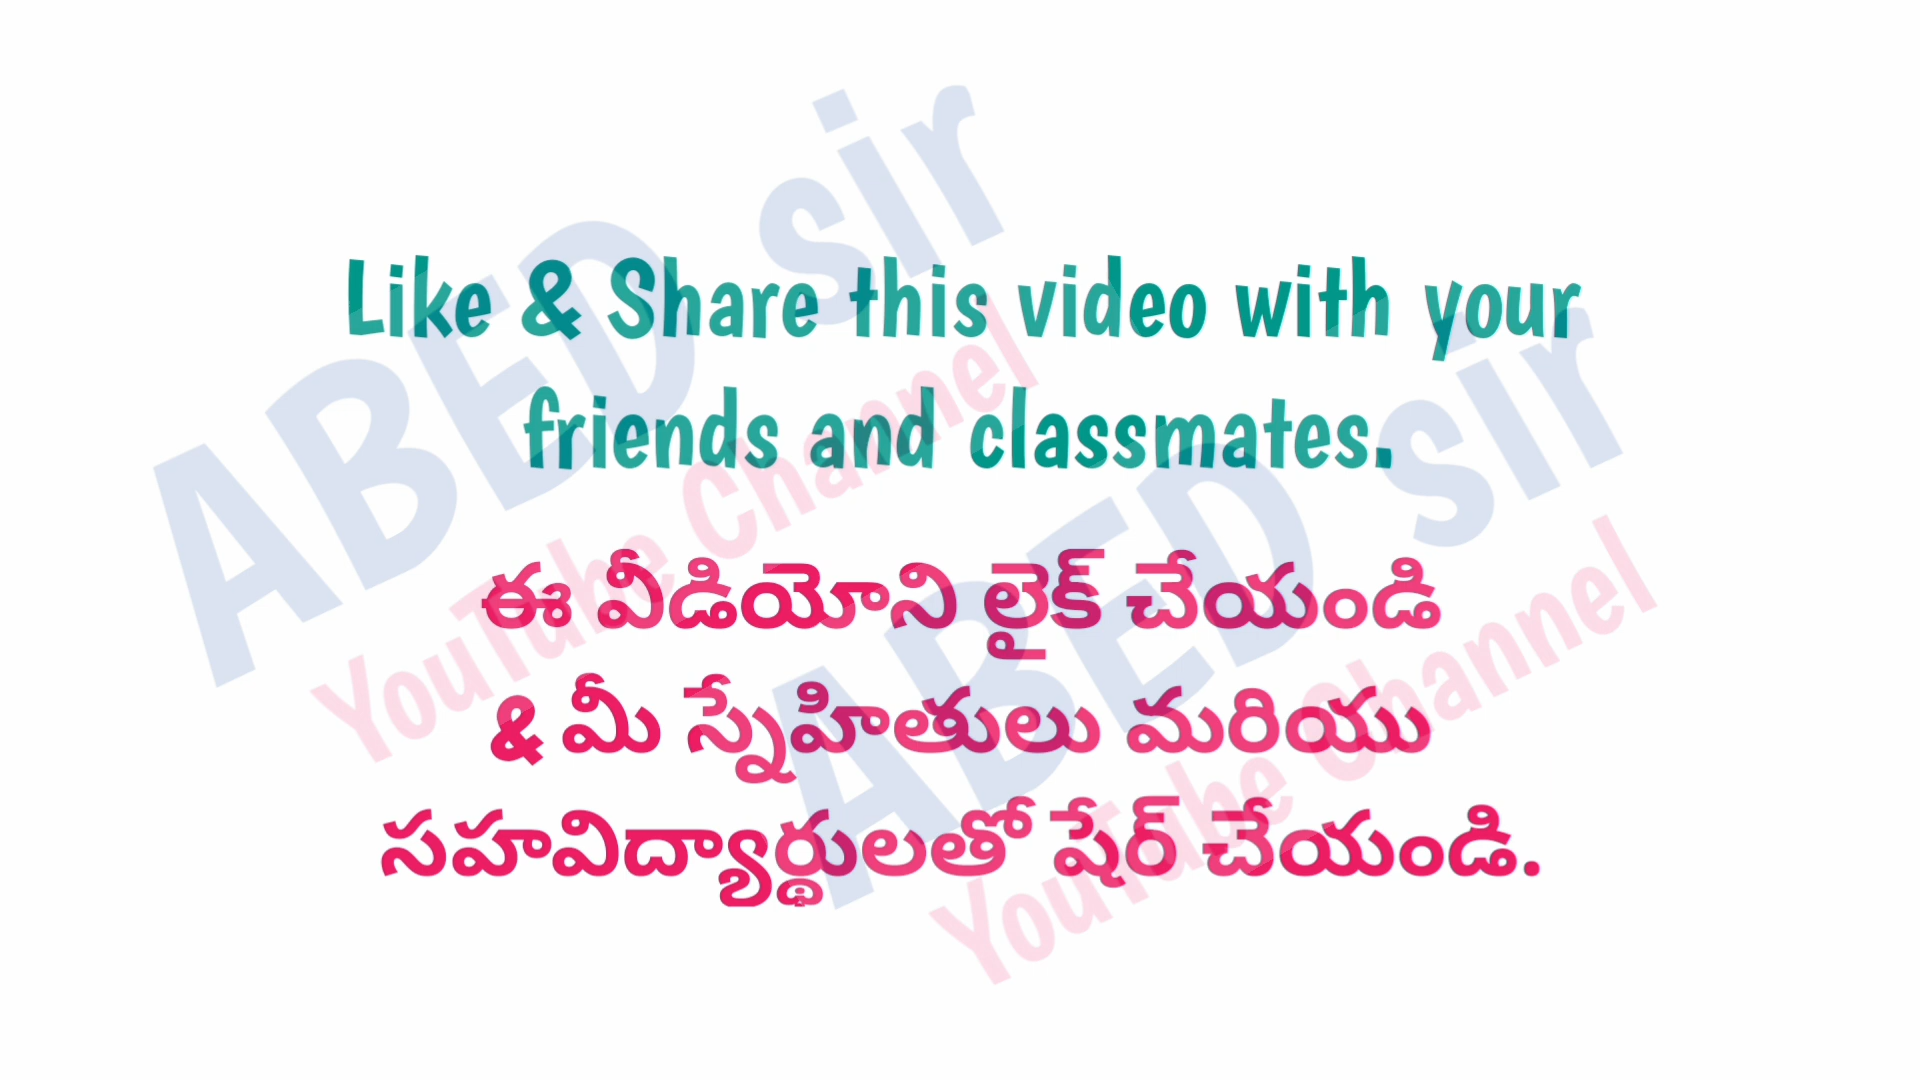 Like & Share this video with your
friends and classmates.
ఈ వీడియోని లైక్ చేయండి
& మీ స్నేహితులు మరియు
సహవిద్యార్థులతో షేర్ చేయండి.
ABED sir
YouTube Channel
ABED sir
YouTube Channel